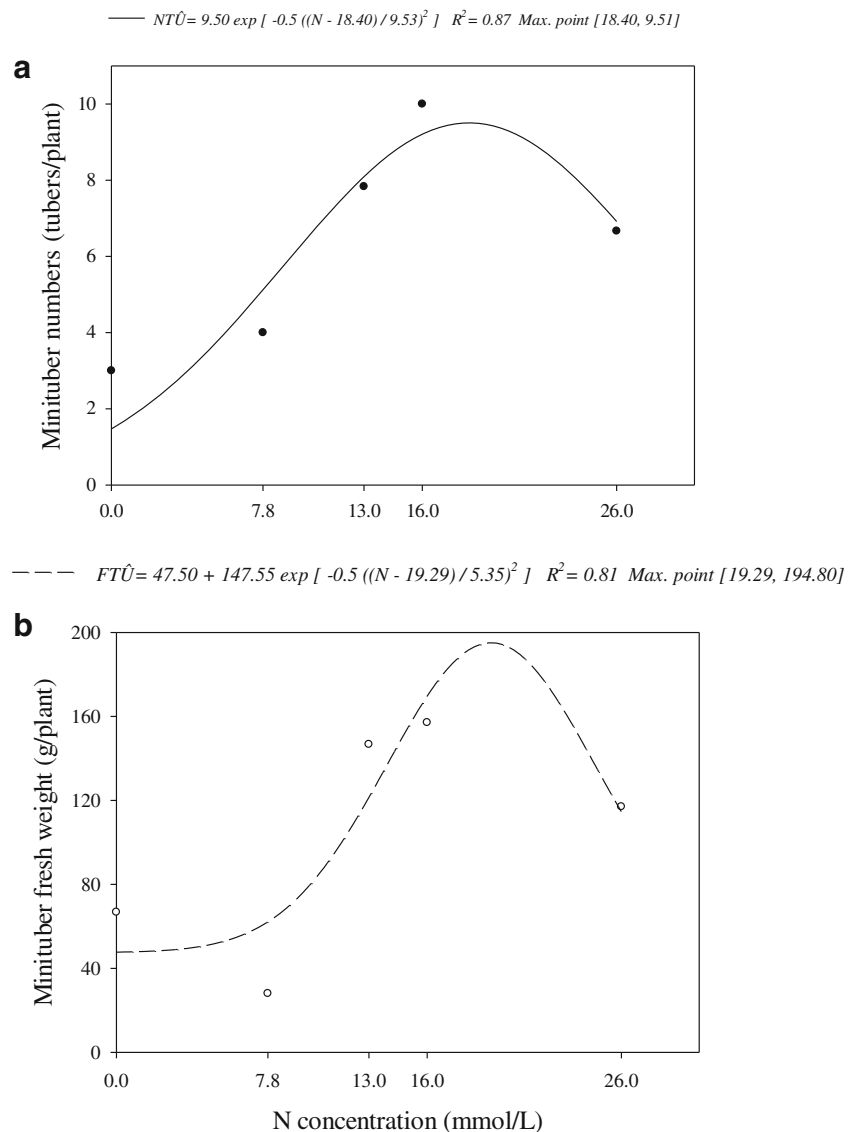 NTÛ= 9.50 exp [ -0.5 ((N - 18.40) / 9.53)² ] R²= 0.87 Max. point [18.40, 9.51]
a
Minituber numbers (tubers/plant)
10
8
6
4
2
0
0.0 7.8 13.0 16.0 26.0
FTÛ= 47.50 + 147.55 exp [ -0.5 ((N - 19.29) / 5.35)² ] R²= 0.81 Max. point [19.29, 194.80]
b
Minituber fresh weight (g/plant)
200
160
120
80
40
0
0.0 7.8 13.0 16.0 26.0
N concentration (mmol/L)